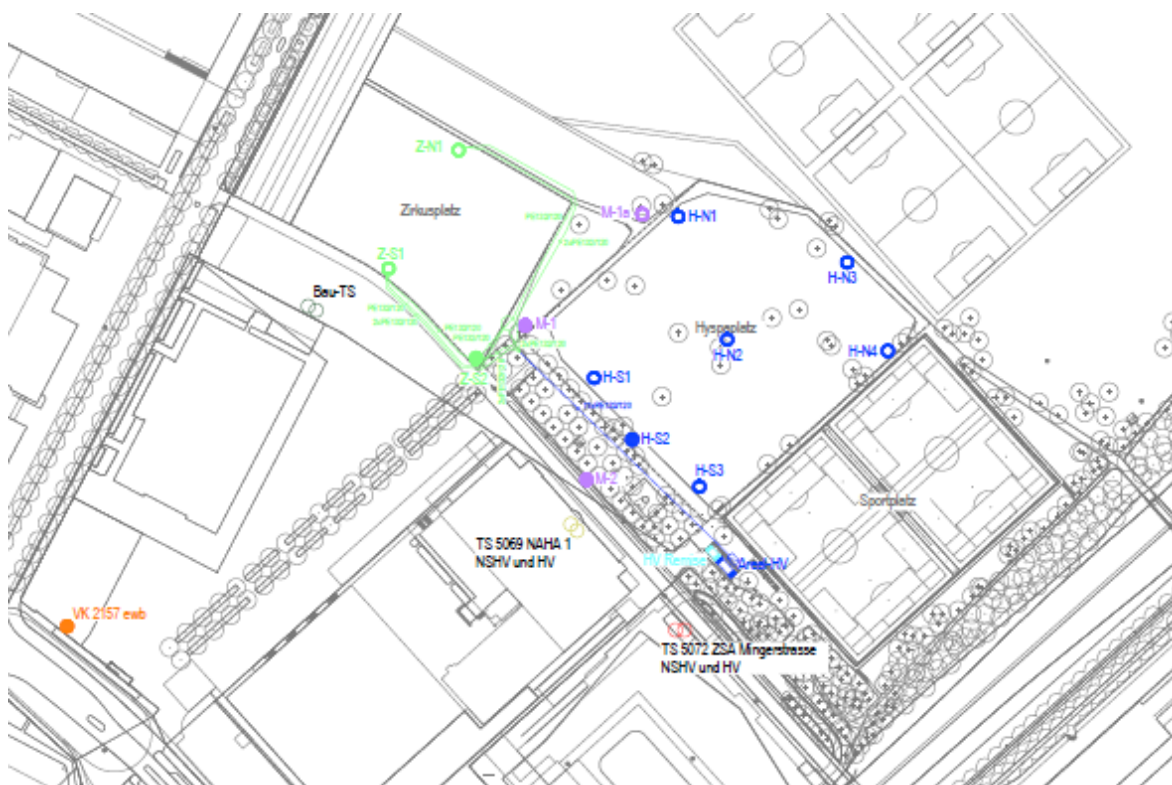 Z-N1
Zirkusplatz
M-1a
H-N1
Z-S1
H-N3
Bau-TS
M-1
Hyspaplatz
H-N2
H-N4
Z-S2
H-S1
H-S2
M-2
H-S3
Sportplatz
TS 5069 NAHA 1
NSHV und HV
HV Remise
Areal-HV
VK 2157 ewb
TS 5072 ZSA Mingerstrasse
NSHV und HV